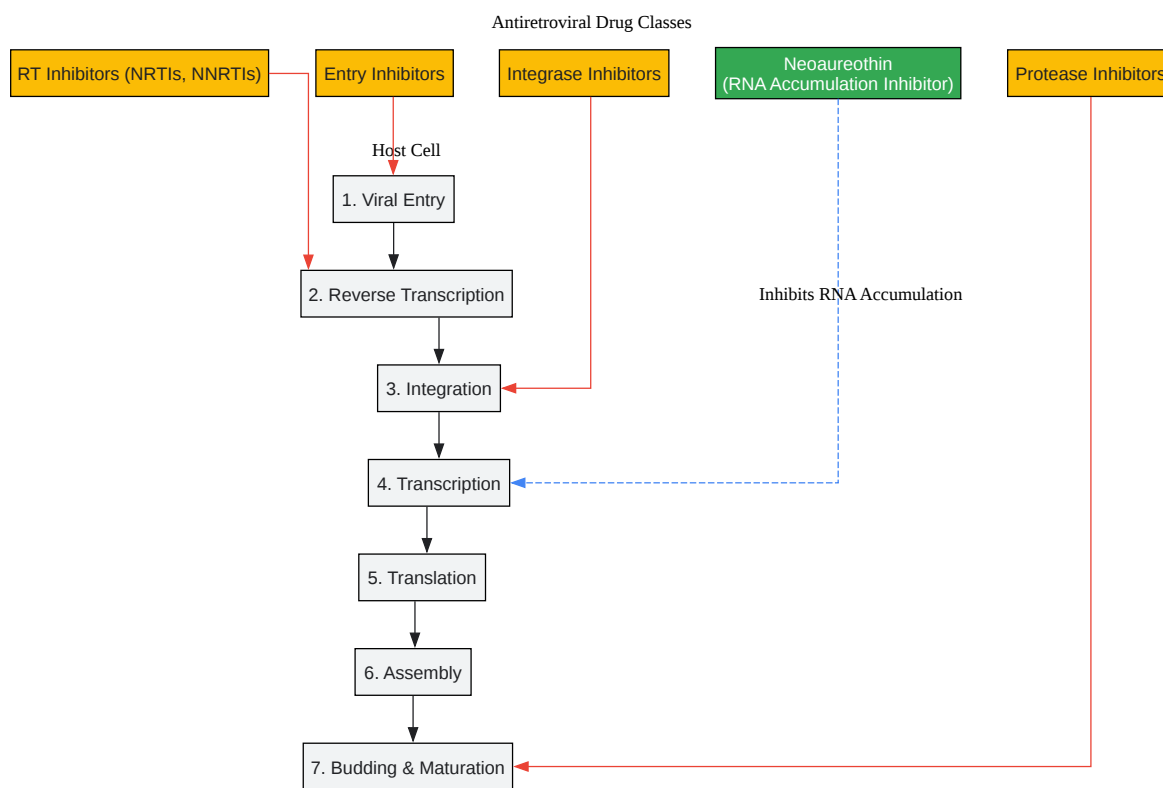 Antiretroviral Drug Classes
RT Inhibitors (NRTIs, NNRTIs)
Entry Inhibitors
Integrase Inhibitors
Neoaureothin
(RNA Accumulation Inhibitor)
Protease Inhibitors
Host Cell
1. Viral Entry
2. Reverse Transcription
Inhibits RNA Accumulation
3. Integration
4. Transcription
5. Translation
6. Assembly
7. Budding & Maturation